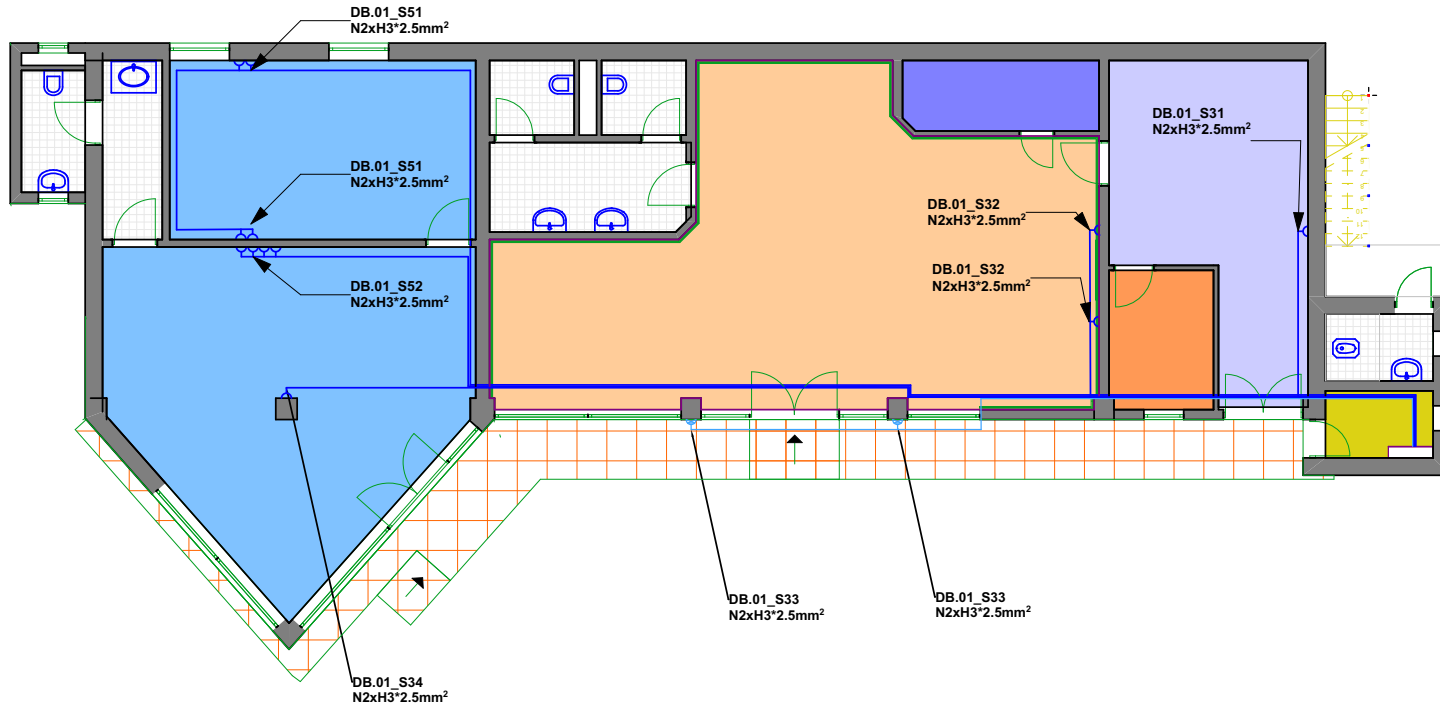 DB.01_S51
N2xH3*2.5mm²
DB.01_S51
N2xH3*2.5mm²
DB.01_S52
N2xH3*2.5mm²
DB.01_S32
N2xH3*2.5mm²
DB.01_S32
N2xH3*2.5mm²
DB.01_S31
N2xH3*2.5mm²
DB.01_S33
N2xH3*2.5mm²
DB.01_S33
N2xH3*2.5mm²
DB.01_S34
N2xH3*2.5mm²